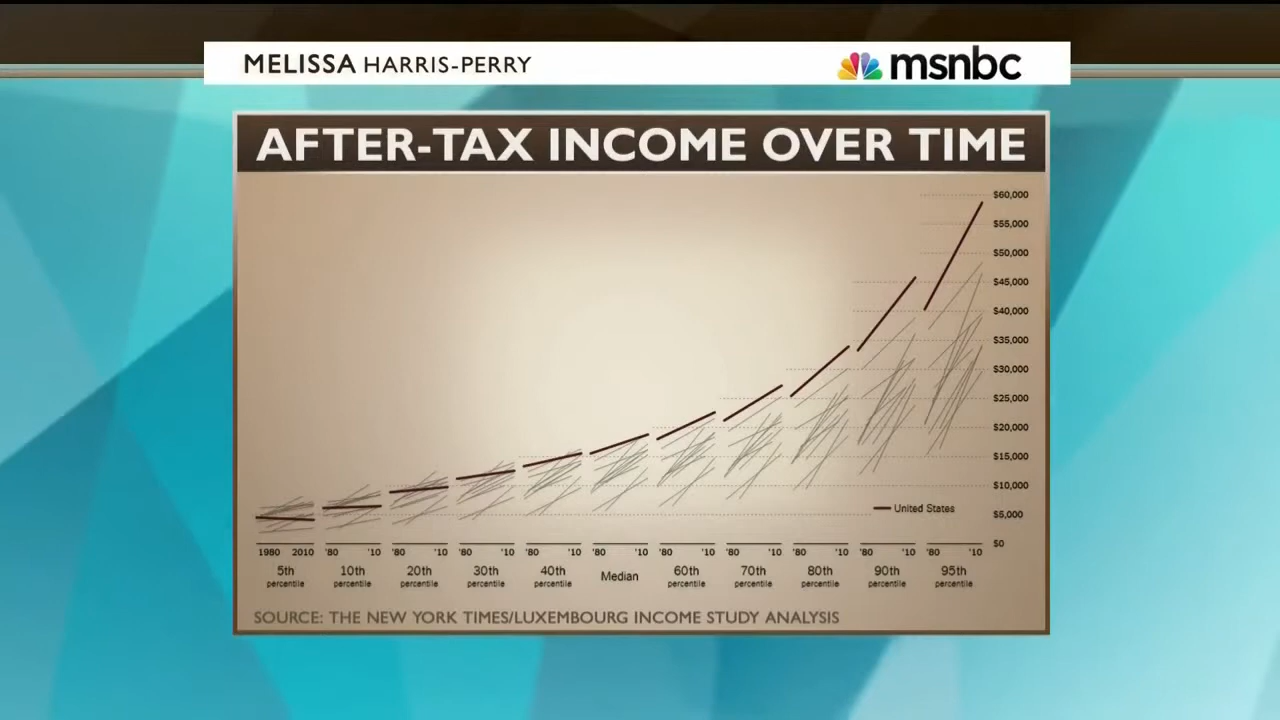 MELISSA HARRIS-PERRY
msnbc
AFTER-TAX INCOME OVER TIME
$60,000
$55,000
$50,000
$45,000
$40,000
$35,000
$30,000
$25,000
$20,000
$15,000
$10,000
United States
$5,000
$0
1980 2010 '80 '10 '80 '10 '80 '10 '80 '10 '80 '10 '80 '10 '80 '10 '80 '10 '80 '10 '80 '10
5th 10th 20th 30th 40th Median 60th 70th 80th 90th 95th
percentile percentile percentile percentile percentile percentile percentile percentile percentile percentile
SOURCE: THE NEW YORK TIMES/LUXEMBOURG INCOME STUDY ANALYSIS